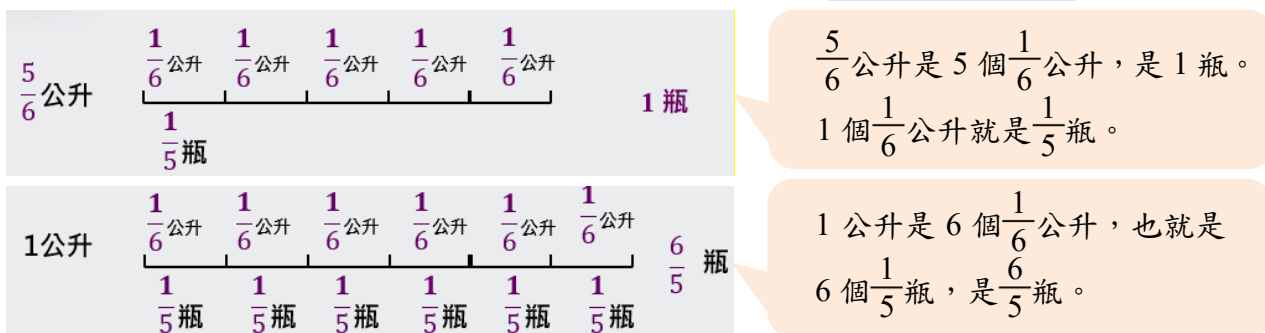 1/6公升 1/6公升 1/6公升 1/6公升 1/6公升
5/6公升 1瓶
1/5瓶
5/6公升是 5 個1/6公升，是 1 瓶。
1 個1/6公升就是1/5瓶。
1/6公升 1/6公升 1/6公升 1/6公升 1/6公升 1/6公升
1公升 6/5 瓶
1/5瓶 1/5瓶 1/5瓶 1/5瓶 1/5瓶 1/5瓶
1 公升是 6 個1/6公升，也就是
6 個1/5瓶，是6/5瓶。